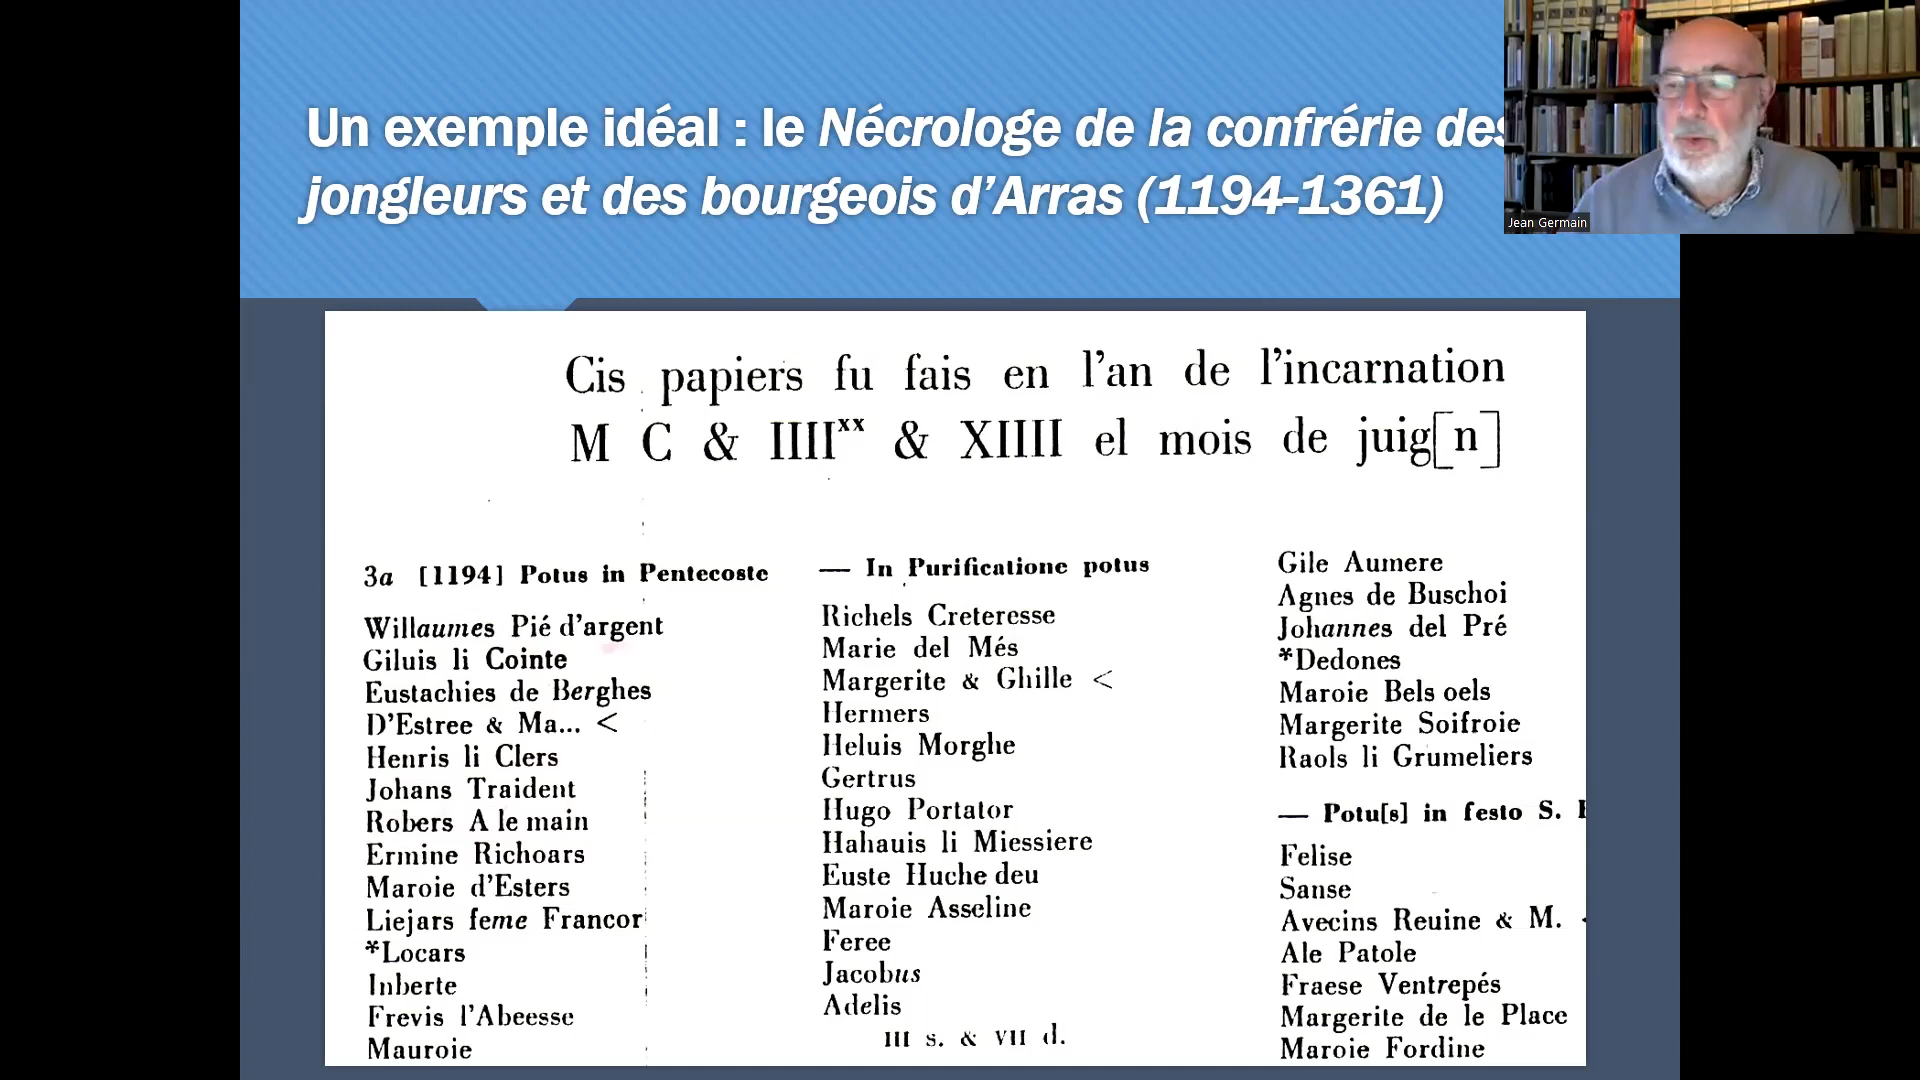 Un exemple idéal : le Nécrologe de la confrérie des
jongleurs et des bourgeois d’Arras (1194-1361)
Jean Germain
Cis papiers fu fais en l’an de l’incarnation
M C & IIIIxx & XIIII el mois de juig[n]
3a [1194] Potus in Pentecoste
Willaumes Pié d’argent
Giluis li Cointe
Eustachies de Berghes
D’Estree & Ma... <
Henris li Clers
Johans Traident
Robers A le main
Ermine Richoars
Maroie d’Esters
Liejars feme Francor
*Locars
Inberte
Frevis l’Abeesse
Mauroie
— In Purificatione potus
Richels Creteresse
Marie del Més
Margerite & Ghille <
Hermers
Heluis Morghe
Gertrus
Hugo Portator
Hahauis li Miessiere
Euste Huche deu
Maroie Asseline
Feree
Jacobus
Adelis
III s. & VII d.
Gile Aumere
Agnes de Buschoi
Johannes del Pré
*Dedones
Maroie Bels oels
Margerite Soifroie
Raols li Grumeliers
— Potu[s] in festo S.
Felise
Sanse
Avecins Reuine & M.
Ale Patole
Fraese Ventrepés
Margerite de le Place
Maroie Fordine